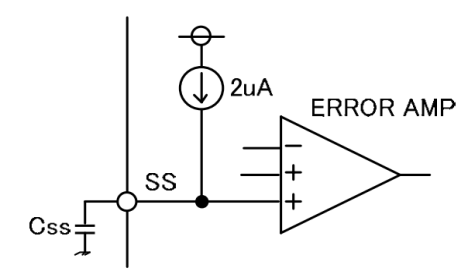 2uA
ERROR AMP
−
+
SS
+
Css